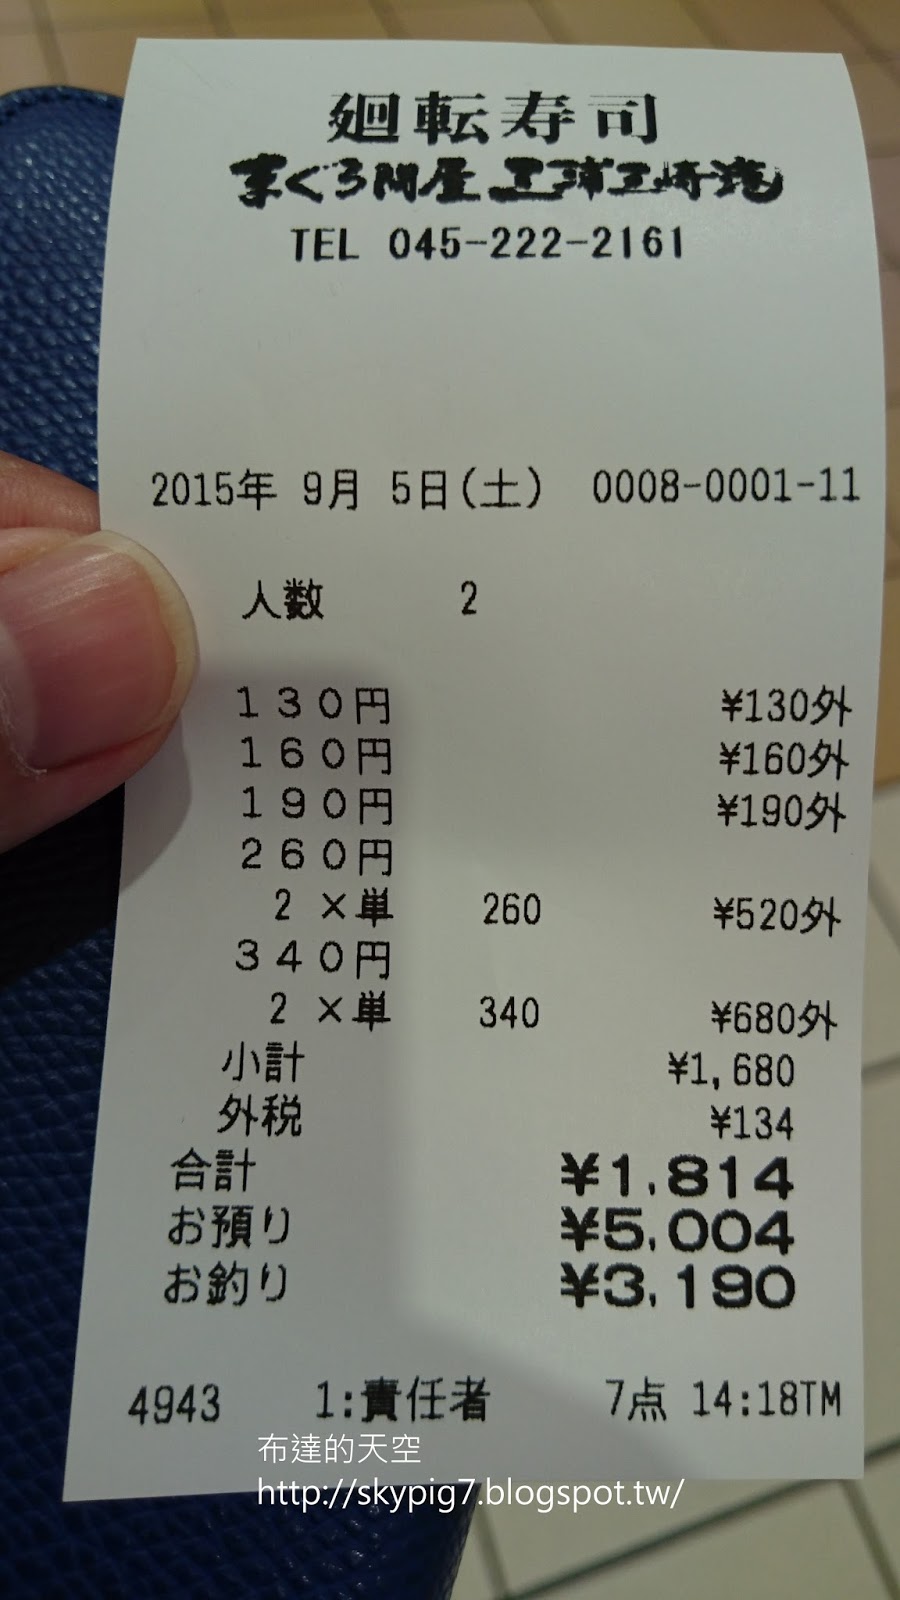 廻転寿司
まぐろ問屋 三浦三崎港
TEL 045-222-2161
2015年 9月 5日(土) 0008-0001-11
人数 2
130円 ¥130外
160円 ¥160外
190円 ¥190外
260円
2 ×単 260 ¥520外
340円
2 ×単 340 ¥680外
小計 ¥1,680
外税 ¥134
合計 ¥1,814
お預り ¥5,004
お釣り ¥3,190
4943 1:責任者 7点 14:18TM
布達的天空
http://skypig7.blogspot.tw/